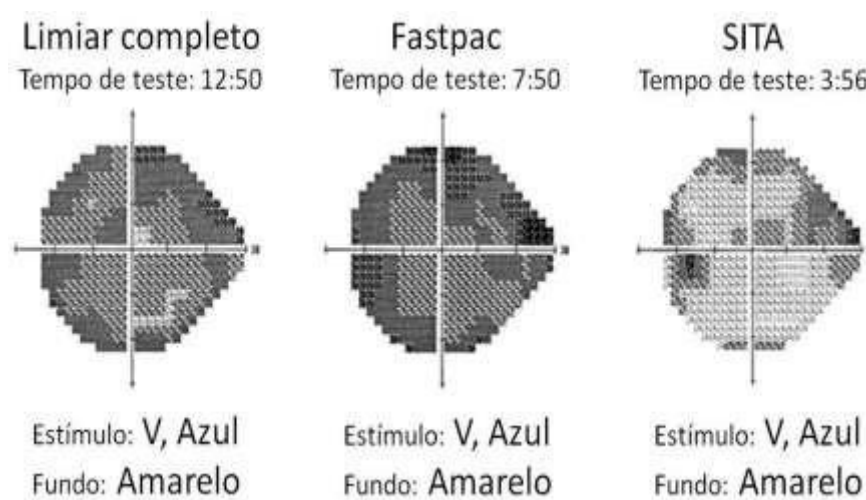 Limiar completo
Tempo de teste: 12:50
Estímulo: V, Azul
Fundo: Amarelo
Fastpac
Tempo de teste: 7:50
Estímulo: V, Azul
Fundo: Amarelo
SITA
Tempo de teste: 3:56
Estímulo: V, Azul
Fundo: Amarelo